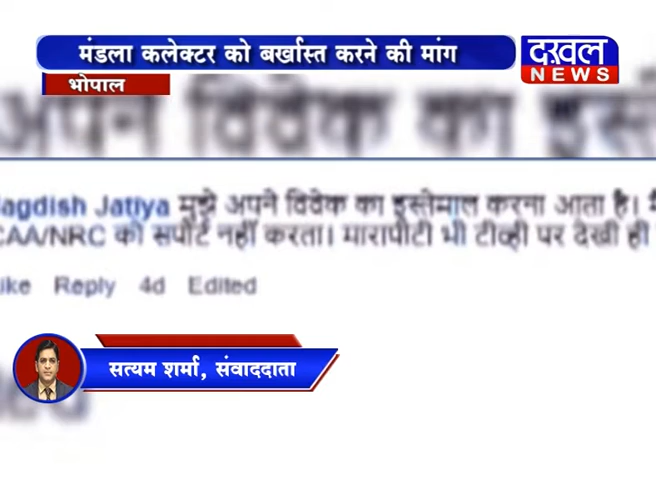 मंडला कलेक्टर को बर्खास्त करने की मांग
दखल
NEWS
भोपाल
अपने विवेक का इस्ते
Jagdish Jatiya मुझे अपने विवेक का इस्तेमाल करना आता है।
CAA/NRC को सपोर्ट नहीं करता। मारापीटी भी टीव्ही पर देखी ही
Like Reply 4d Edited
सत्यम शर्मा, संवाददाता